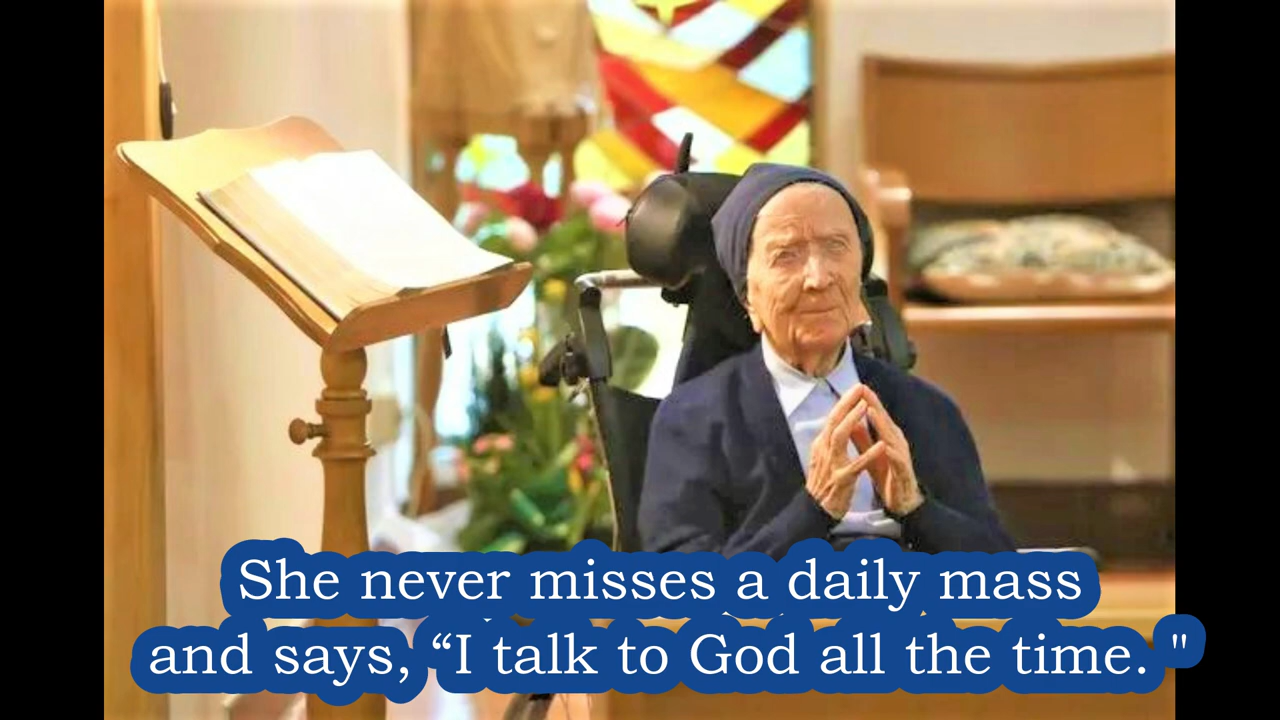 She never misses a daily mass
and says, “I talk to God all the time. "